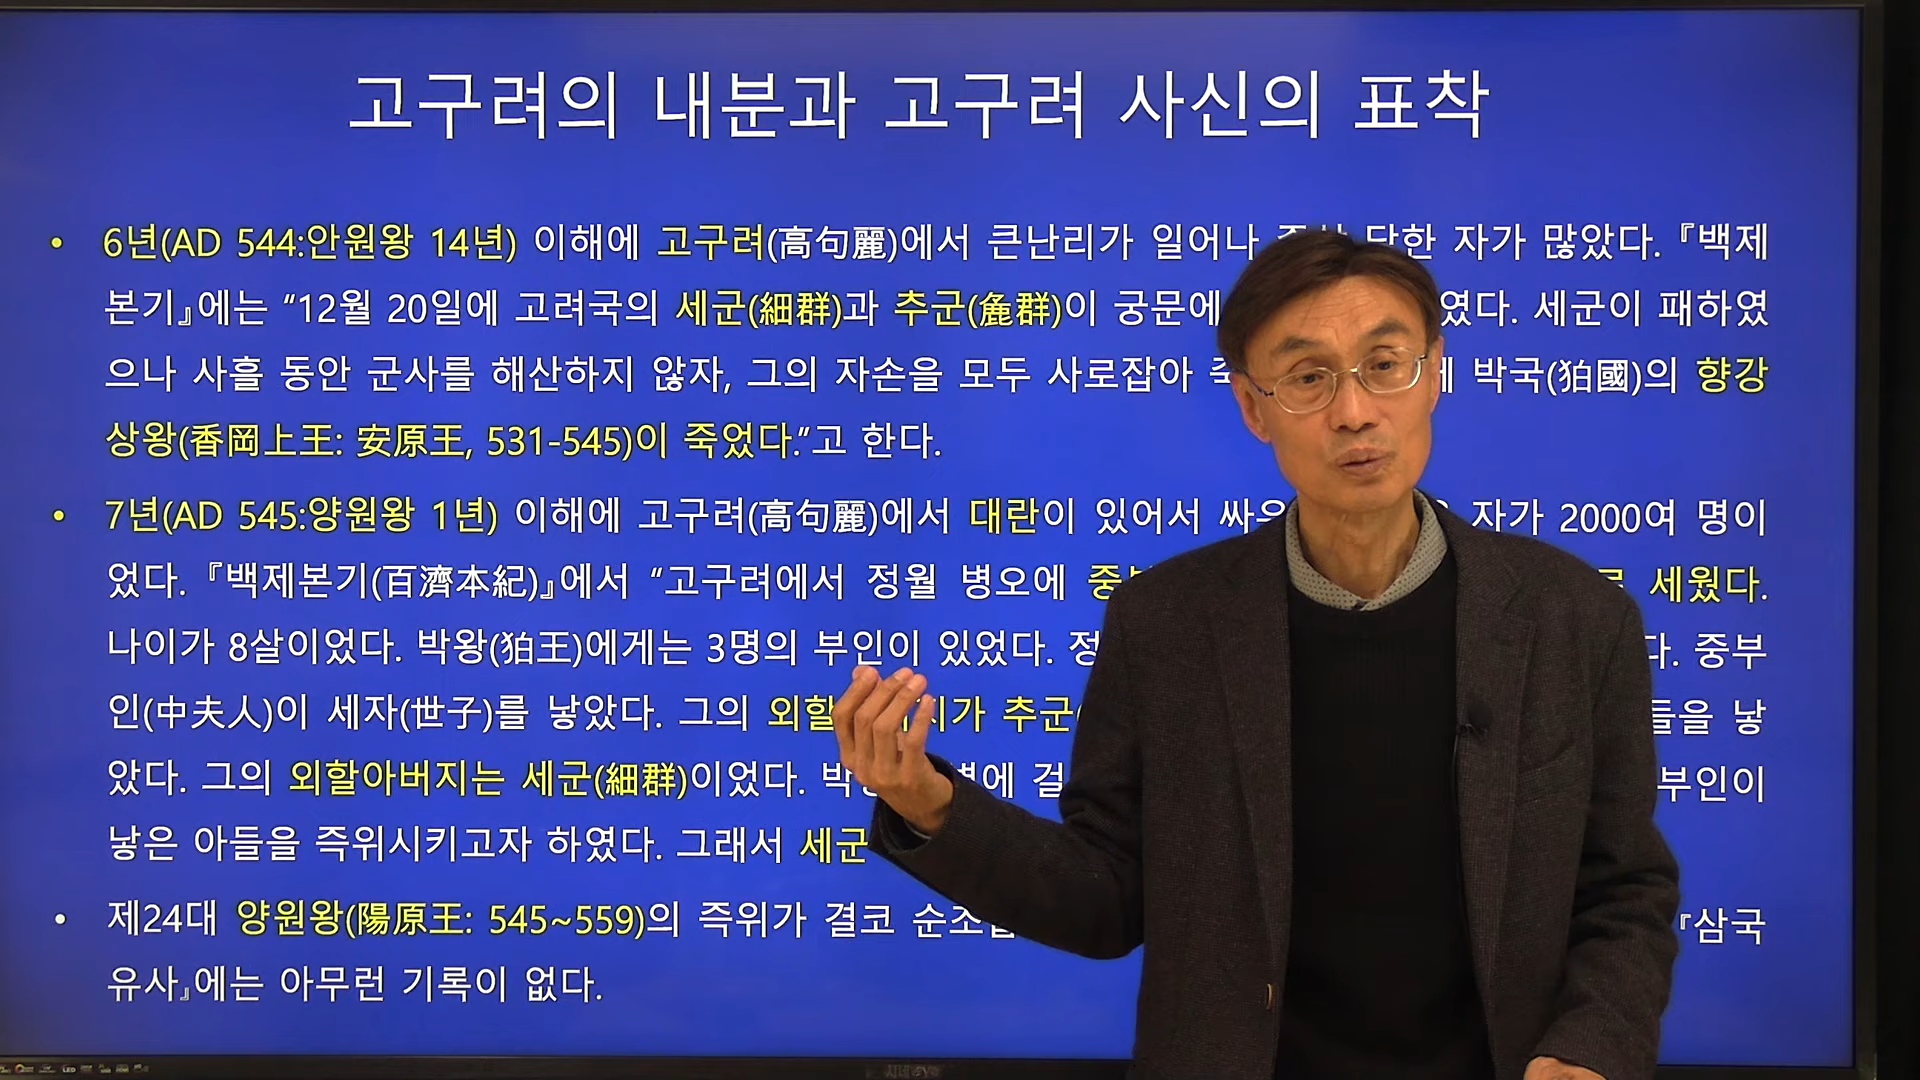 고구려의 내분과 고구려 사신의 표착
• 6년(AD 544:안원왕 14년) 이해에 고구려(高句麗)에서 큰난리가 일어나 당한 자가 많았다. 『백제
본기』에는 “12월 20일에 고려국의 세군(細群)과 추군(麁群)이 궁문에 였다. 세군이 패하였
으나 사흘 동안 군사를 해산하지 않자, 그의 자손을 모두 사로잡아 박국(狛國)의 향강
상왕(香岡上王: 安原王, 531-545)이 죽었다.”고 한다.
• 7년(AD 545:양원왕 1년) 이해에 고구려(高句麗)에서 대란이 있어서 자가 2000여 명이
었다. 『백제본기(百濟本紀)』에서 “고구려에서 정월 병오에 세웠다.
나이가 8살이었다. 박왕(狛王)에게는 3명의 부인이 있었다. 중부
인(中夫人)이 세자(世子)를 낳았다. 그의 추군( 낳
았다. 그의 외할아버지는 세군(細群)이었다. 부인이
낳은 아들을 즉위시키고자 하였다. 그래서 세군
• 제24대 양원왕(陽原王: 545~559)의 즉위가 결코 『삼국
유사』에는 아무런 기록이 없다.